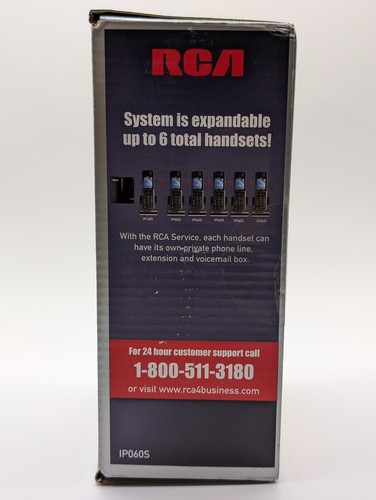 RCA
System is expandable
up to 6 total handsets!
With the RCA Service, each handset can
have its own private phone line,
extension and voicemail box.
For 24 hour customer support call
1-800-511-3180
or visit www.rca4business.com
IP060S